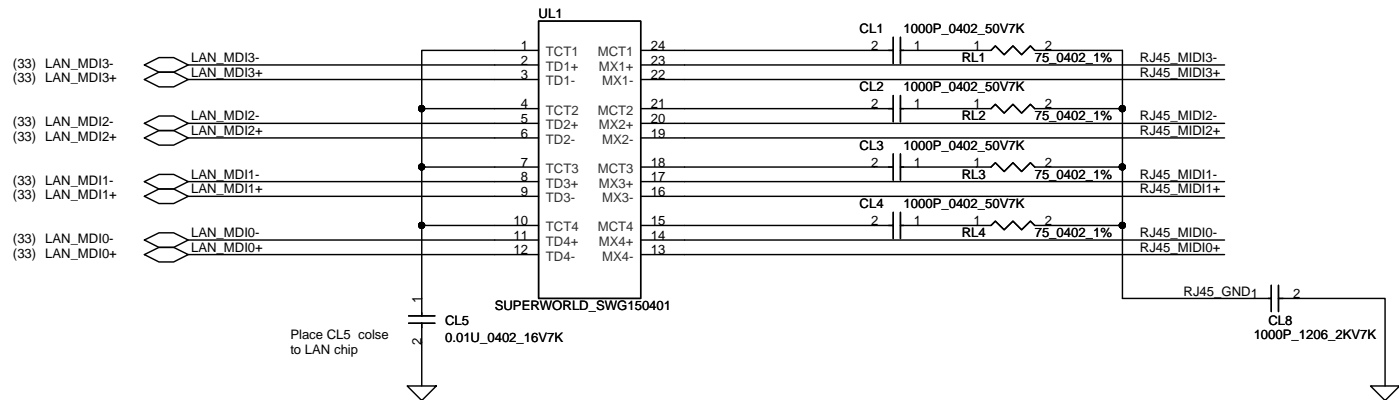 UL1
CL1 1000P_0402_50V7K
1 TCT1 MCT1 24 2 1 1 2
RL1 75_0402_1%
(33) LAN_MDI3- LAN_MDI3- 2 TD1+ MX1+ 23 RJ45_MIDI3-
(33) LAN_MDI3+ LAN_MDI3+ 3 TD1- MX1- 22 RJ45_MIDI3+
CL2 1000P_0402_50V7K
4 TCT2 MCT2 21 2 1 1 2
RL2 75_0402_1%
(33) LAN_MDI2- LAN_MDI2- 5 TD2+ MX2+ 20 RJ45_MIDI2-
(33) LAN_MDI2+ LAN_MDI2+ 6 TD2- MX2- 19 RJ45_MIDI2+
CL3 1000P_0402_50V7K
7 TCT3 MCT3 18 2 1 1 2
RL3 75_0402_1%
(33) LAN_MDI1- LAN_MDI1- 8 TD3+ MX3+ 17 RJ45_MIDI1-
(33) LAN_MDI1+ LAN_MDI1+ 9 TD3- MX3- 16 RJ45_MIDI1+
CL4 1000P_0402_50V7K
10 TCT4 MCT4 15 2 1 1 2
RL4 75_0402_1%
(33) LAN_MDI0- LAN_MDI0- 11 TD4+ MX4+ 14 RJ45_MIDI0-
(33) LAN_MDI0+ LAN_MDI0+ 12 TD4- MX4- 13 RJ45_MIDI0+
SUPERWORLD_SWG150401
RJ45_GND 1 2
CL8
1000P_1206_2KV7K
1
CL5
0.01U_0402_16V7K
2
Place CL5 colse
to LAN chip